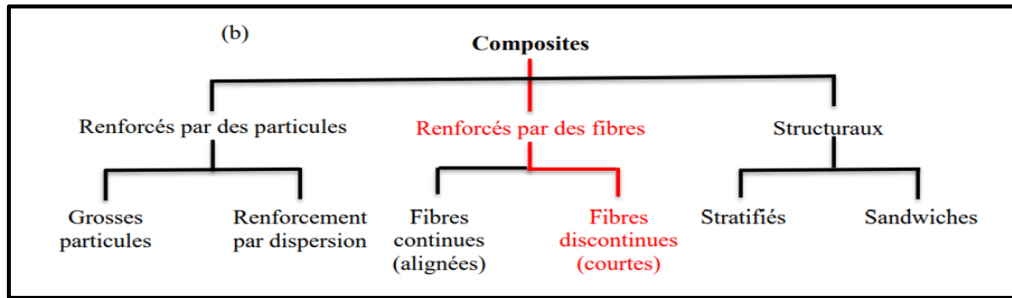 (b)
Composites
Renforcés par des particules
Renforcés par des fibres
Structuraux
Grosses
particules
Renforcement
par dispersion
Fibres
continues
(alignées)
Fibres
discontinues
(courtes)
Stratifiés
Sandwiches